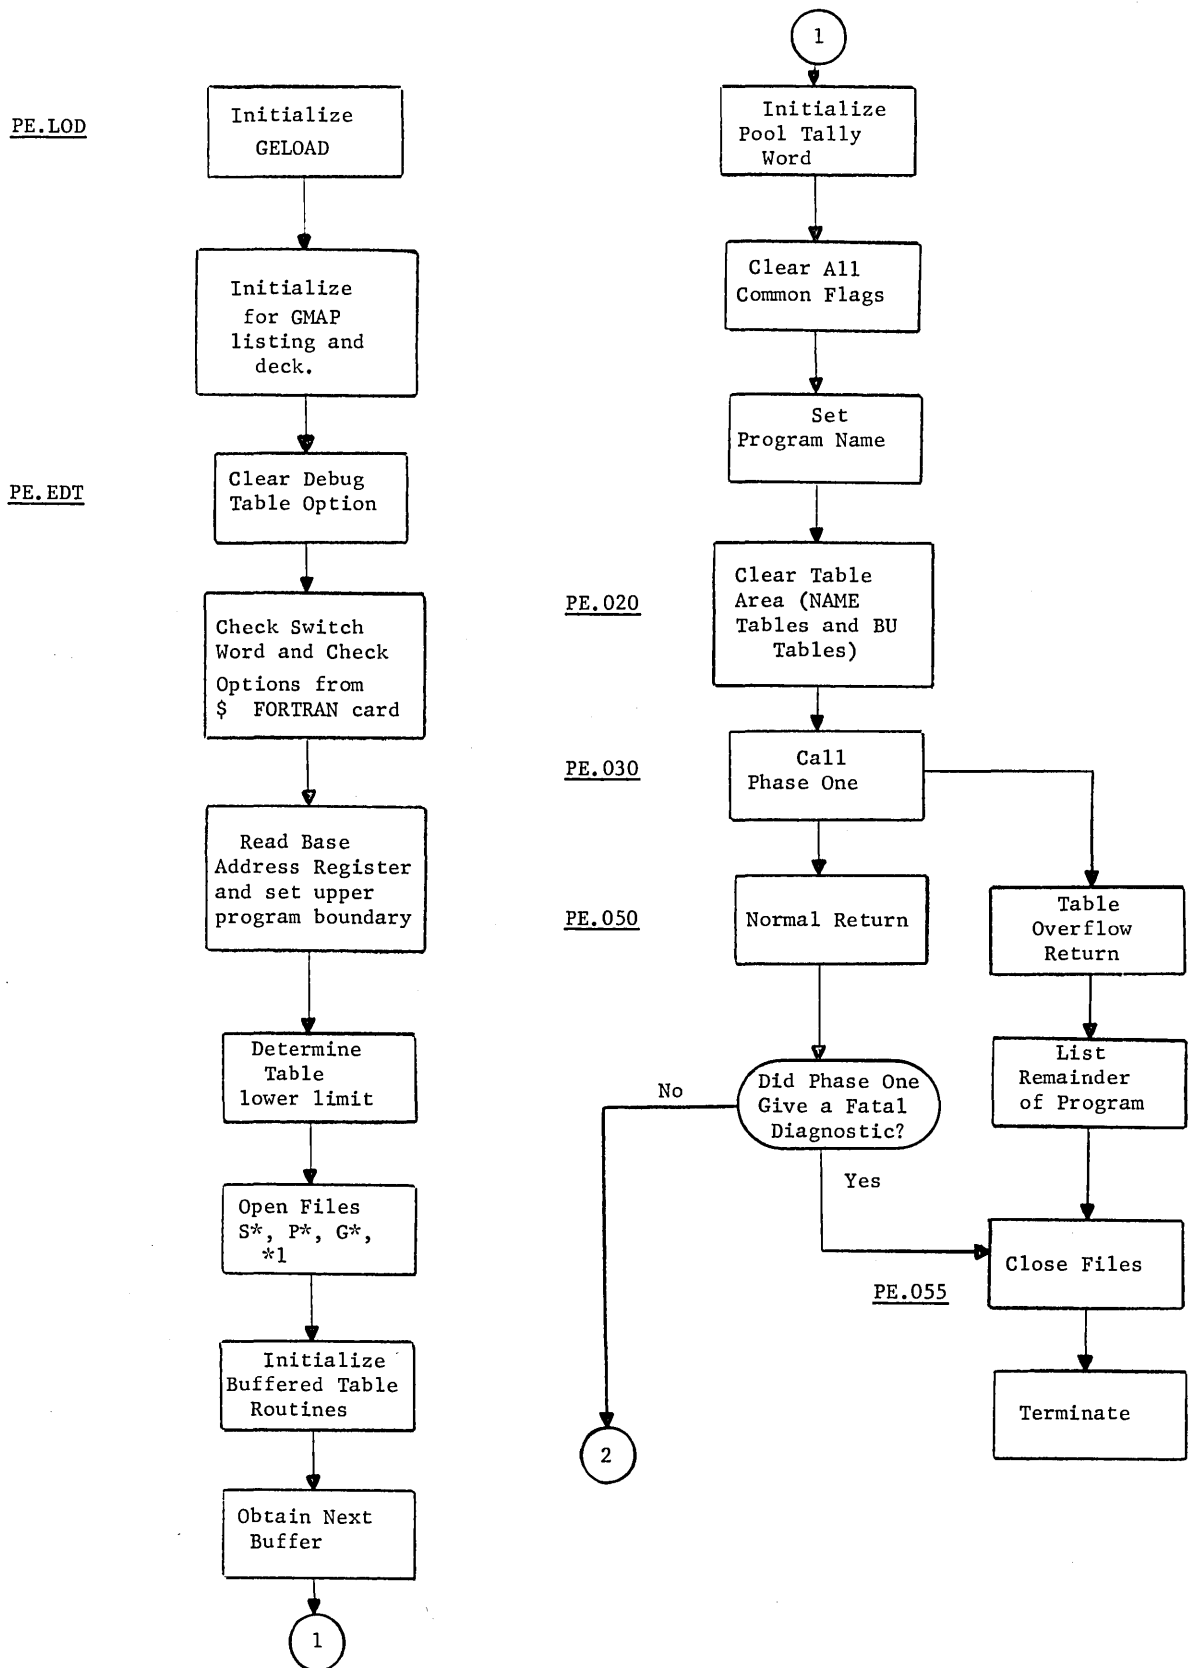 PE.LOD
Initialize
GELOAD
Initialize
for GMAP
listing and
deck.
PE.EDT
Clear Debug
Table Option
Check Switch
Word and Check
Options from
$ FORTRAN card
Read Base
Address Register
and set upper
program boundary
Determine
Table
lower limit
Open Files
S*, P*, G*,
*1
Initialize
Buffered Table
Routines
Obtain Next
Buffer
1
1
Initialize
Pool Tally
Word
Clear All
Common Flags
Set
Program Name
PE.020
Clear Table
Area (NAME
Tables and BU
Tables)
PE.030
Call
Phase One
PE.050
Normal Return
Table
Overflow
Return
Did Phase One
Give a Fatal
Diagnostic?
No
Yes
List
Remainder
of Program
PE.055
Close Files
Terminate
2